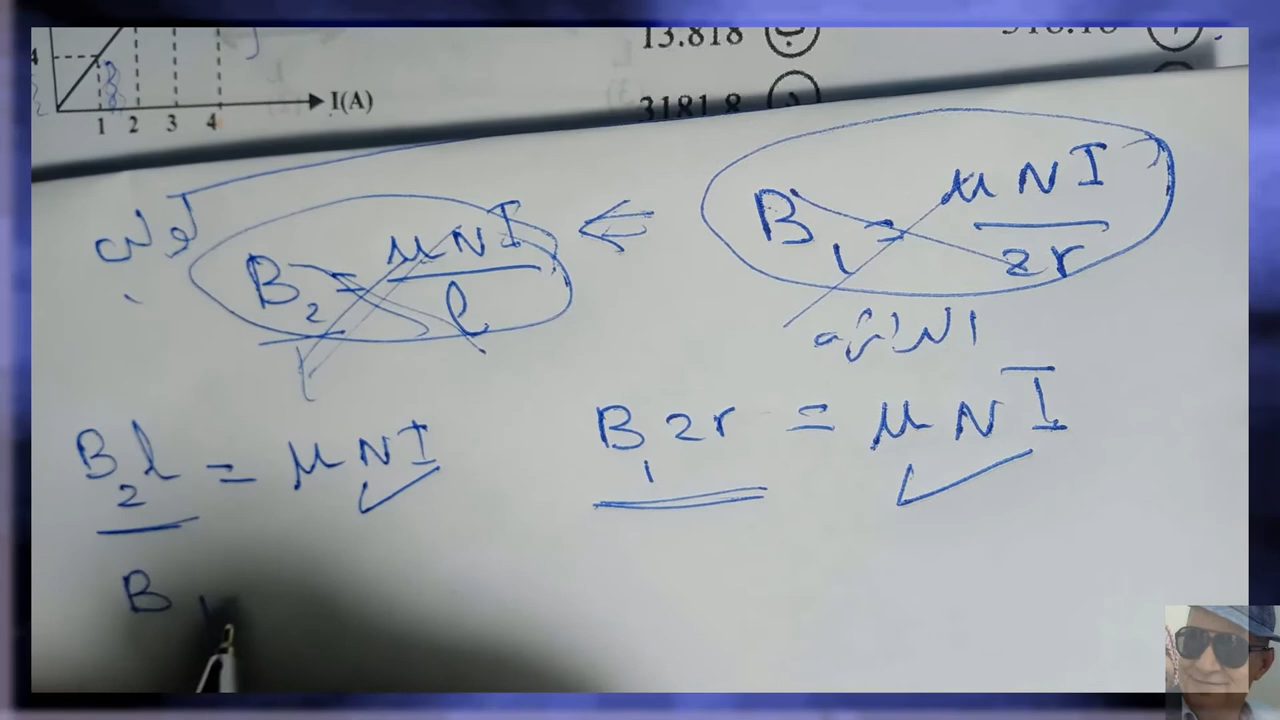 13.818 ب
4
3181.8 د
I(A)
1 2 3 4
B₁ = μNI / 2r
⇐
B₂ = μNI / l
الدائرة
B₁ 2r = μNI ✓
B₂ l = μNI ✓
B